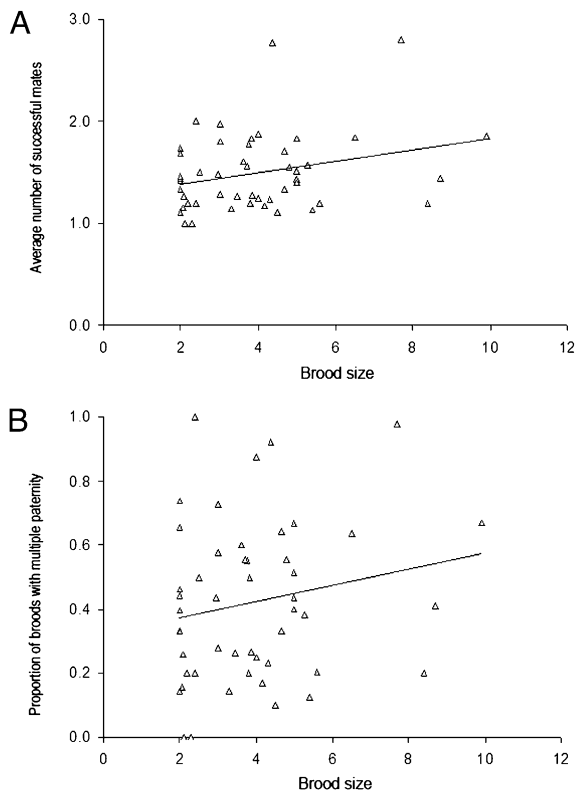 A
Average number of successful mates
3.0
2.0
1.0
0.0
0 2 4 6 8 10 12
Brood size
B
Proportion of broods with multiple paternity
1.0
0.8
0.6
0.4
0.2
0.0
0 2 4 6 8 10 12
Brood size